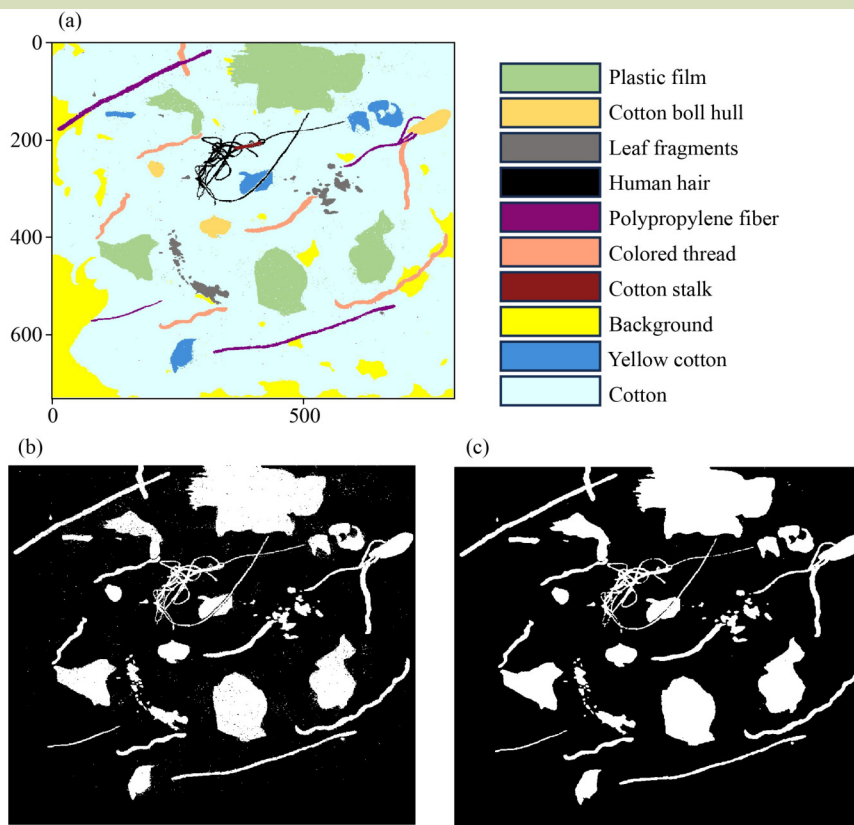 (a)
0
200
400
600
0
500
Plastic film
Cotton boll hull
Leaf fragments
Human hair
Polypropylene fiber
Colored thread
Cotton stalk
Background
Yellow cotton
Cotton
(b)
(c)